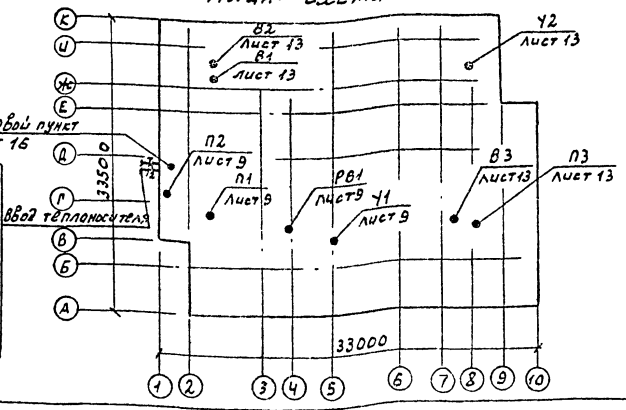 К
И
Ж
Е
Д
Г
В
Б
А
В2
Лист 13
В1
Лист 13
У2
Лист 13
вой пункт
т 16
33500
П2
Лист 9
П1
Лист 9
РВ1
Лист 9
У1
Лист 9
В3
Лист 13
П3
Лист 13
Ввод теплоносителя
33000
1 2 3 4 5 6 7 8 9 10